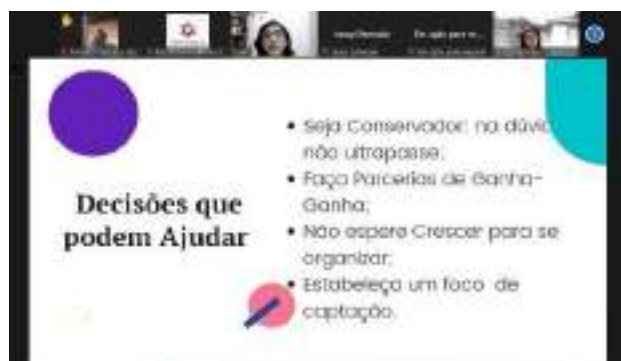 Decisões que
podem Ajudar
• Seja Conservador: na dúvida
não ultrapasse;
• Faça Parcerias de Ganha-
Ganha;
• Não espere Crescer para se
organizar;
• Estabeleça um foco de
captação.